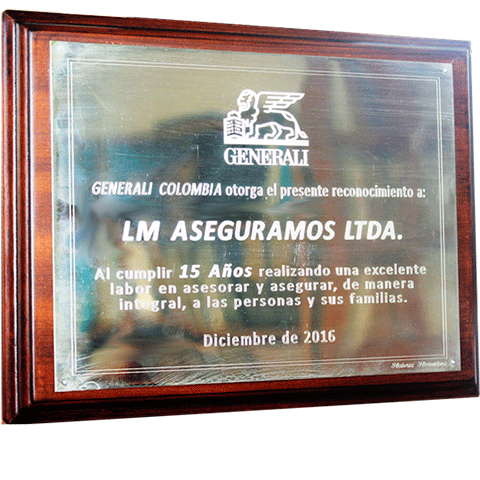 GENERALI
GENERALI COLOMBIA otorga el presente reconocimiento a:
LM ASEGURAMOS LTDA.
Al cumplir 15 Años realizando una excelente
labor en asesorar y asegurar, de manera
integral, a las personas y sus familias.
Diciembre de 2016